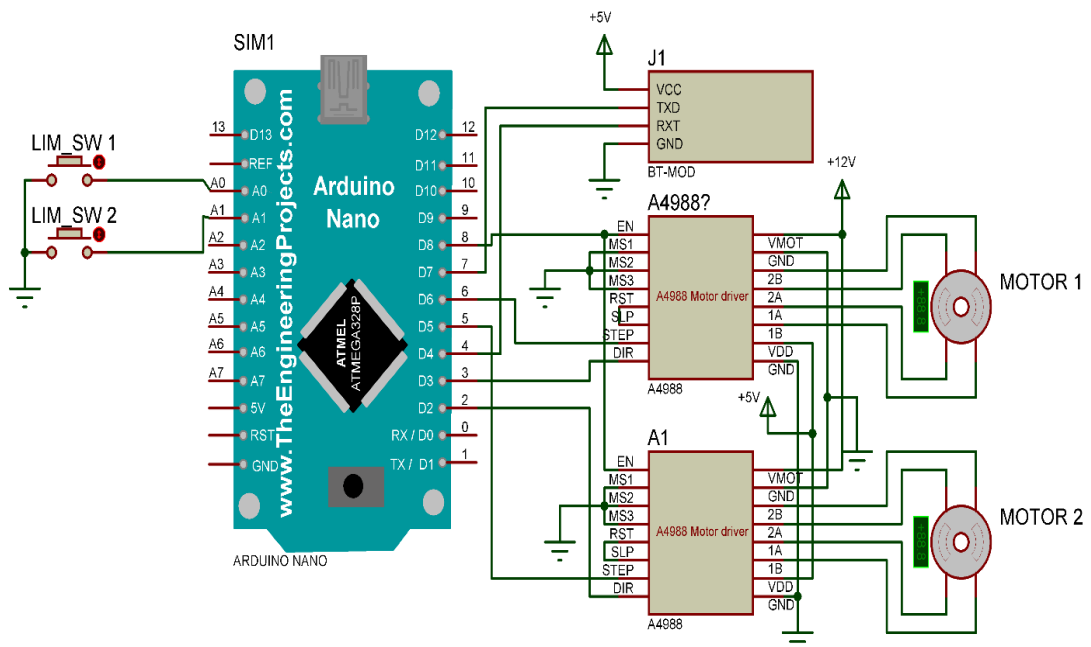 SIM1
LIM_SW 1
LIM_SW 2
A0
A1
A2
A3
A4
A5
A6
A7
13
D13
REF
A0
A1
A2
A3
A4
A5
A6
A7
5V
RST
GND
www.TheEngineeringProjects.com
Arduino
Nano
ATMEL
ATMEGA328P
D12
D11
D10
D9
D8
D7
D6
D5
D4
D3
D2
RX / D0
TX / D1
12
11
10
9
8
7
6
5
4
3
2
0
1
ARDUINO NANO
+5V
J1
VCC
TXD
RXT
GND
BT-MOD
+12V
A4988?
EN
MS1
MS2
MS3
RST
SLP
STEP
DIR
A4988 Motor driver
VMOT
GND
2B
2A
1A
1B
VDD
GND
A4988
MOTOR 1
+5V
A1
EN
MS1
MS2
MS3
RST
SLP
STEP
DIR
A4988 Motor driver
VMOT
GND
2B
2A
1A
1B
VDD
GND
A4988
MOTOR 2